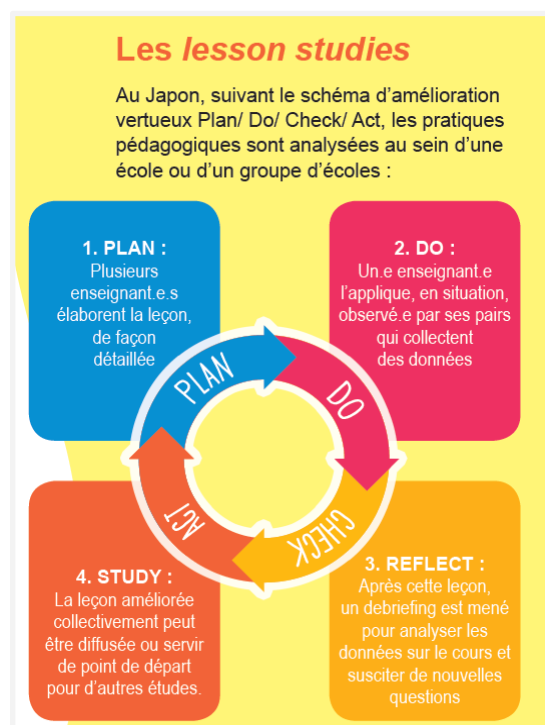 Les lesson studies
Au Japon, suivant le schéma d'amélioration
vertueux Plan/ Do/ Check/ Act, les pratiques
pédagogiques sont analysées au sein d'une
école ou d'un groupe d'écoles :
1. PLAN :
Plusieurs
enseignant.e.s
élaborent la leçon,
de façon
détaillée
2. DO :
Un.e enseignant.e
l'applique, en situation,
observé.e par ses pairs
qui collectent
des données
PLAN
DO
CHECK
ACT
3. REFLECT :
Après cette leçon,
un debriefing est mené
pour analyser les
données sur le cours et
susciter de nouvelles
questions
4. STUDY :
La leçon améliorée
collectivement peut
être diffusée ou servir
de point de départ
pour d'autres études.